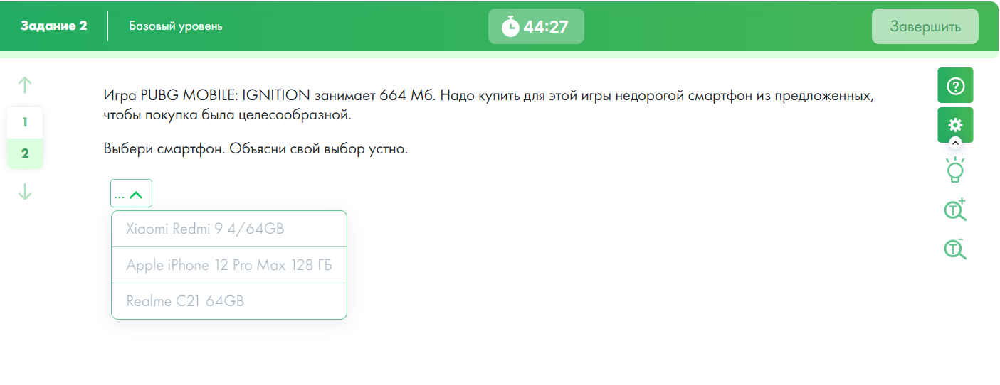 Задание 2
Базовый уровень
44:27
Завершить
1
2
Игра PUBG MOBILE: IGNITION занимает 664 Мб. Надо купить для этой игры недорогой смартфон из предложенных,
чтобы покупка была целесообразной.
Выбери смартфон. Объясни свой выбор устно.
...
Xiaomi Redmi 9 4/64GB
Apple iPhone 12 Pro Max 128 ГБ
Realme C21 64GB
?
T+
T-